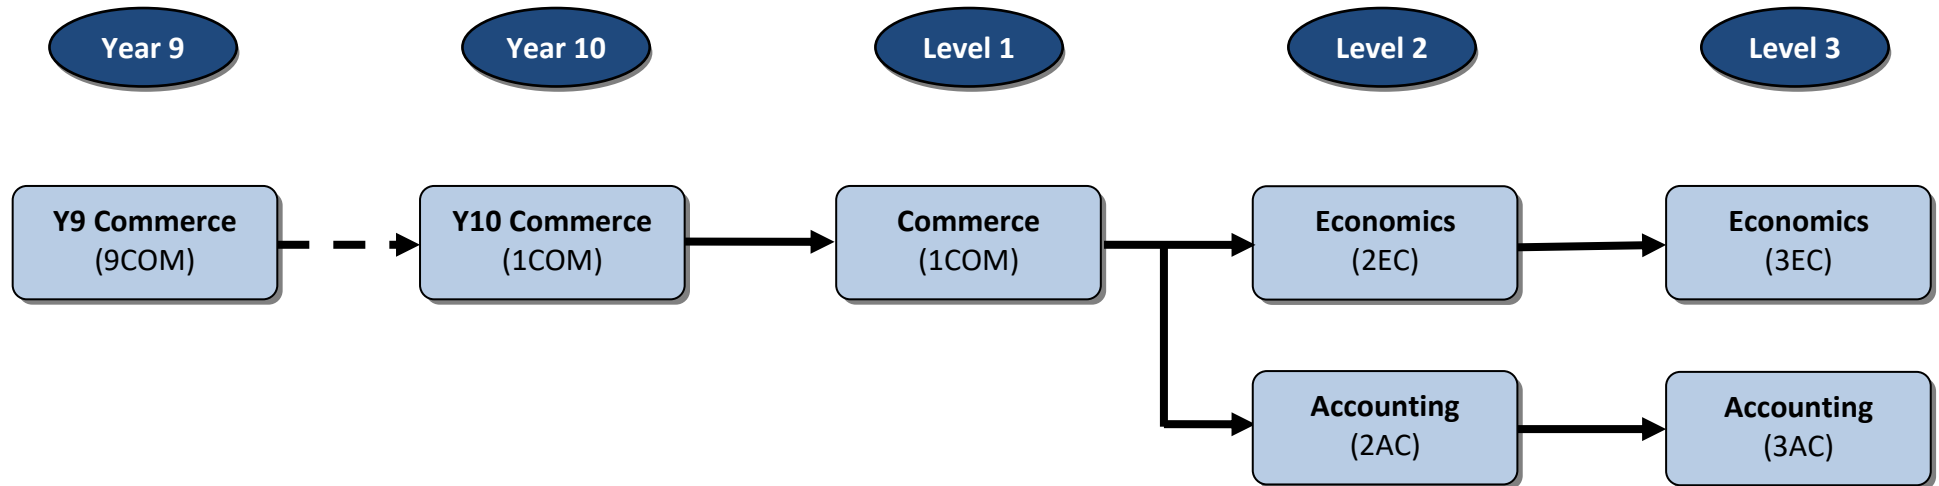 Year 9
Year 10
Level 1
Level 2
Level 3
Y9 Commerce
(9COM)
Y10 Commerce
(1COM)
Commerce
(1COM)
Economics
(2EC)
Economics
(3EC)
Accounting
(2AC)
Accounting
(3AC)